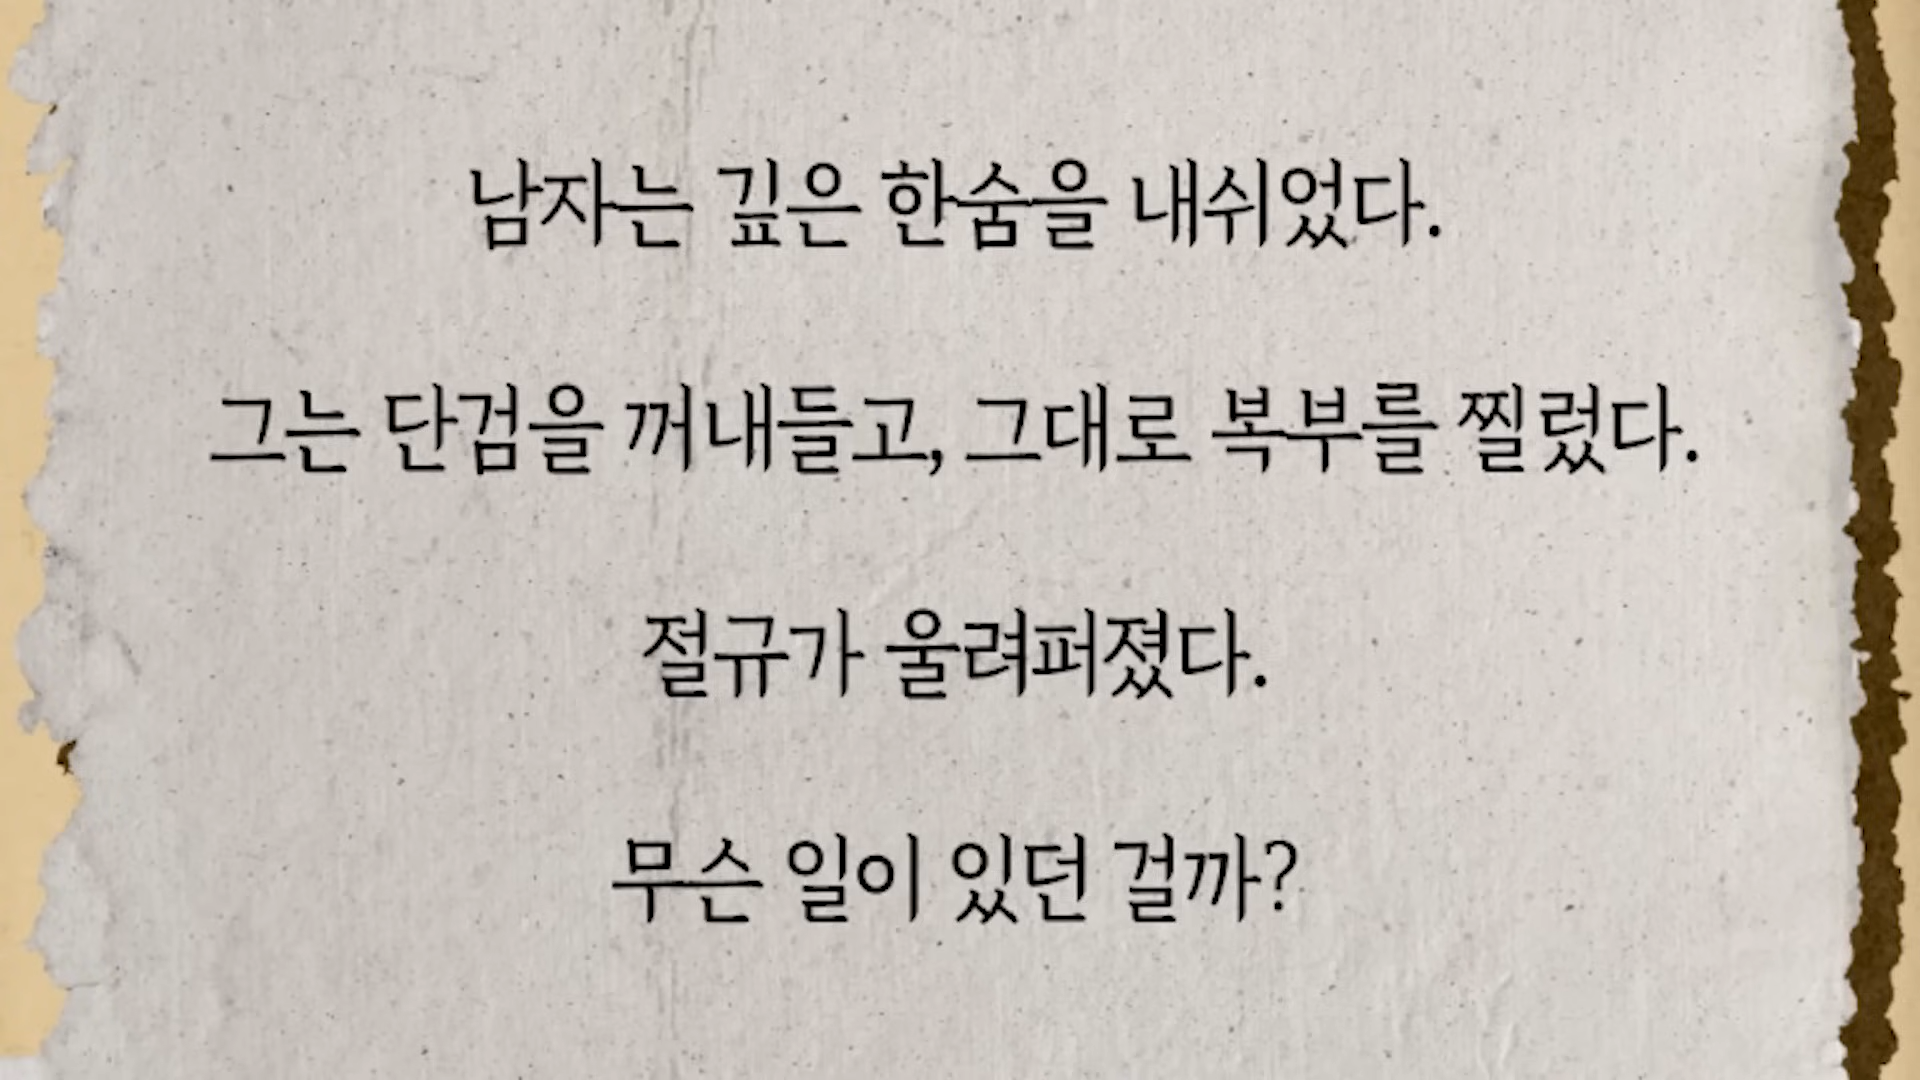 남자는 깊은 한숨을 내쉬었다.
그는 단검을 꺼내들고, 그대로 복부를 찔렀다.
절규가 울려퍼졌다.
무슨 일이 있던 걸까?